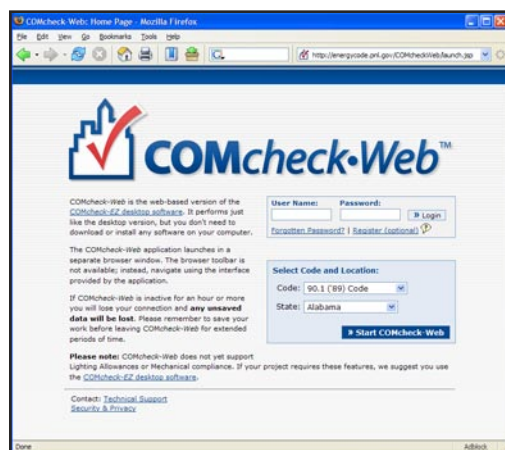 COMcheck-Web: Home Page - Mozilla Firefox
File Edit View Go Bookmarks Tools Help
http://energycode.pnl.gov/COMcheckWeb/launch.jsp
COMcheck•Web™
COMcheck-Web is the web-based version of the
COMcheck-EZ desktop software. It performs just
like the desktop version, but you don't need to
download or install any software on your computer.
The COMcheck-Web application launches in a
separate browser window. The browser toolbar is
not available; instead, navigate using the interface
provided by the application.
If COMcheck-Web is inactive for an hour or more
you will lose your connection and any unsaved
data will be lost. Please remember to save your
work before leaving COMcheck-Web for extended
periods of time.
Please note: COMcheck-Web does not yet support
Lighting Allowances or Mechanical compliance. If your project requires these features, we suggest you use
the COMcheck-EZ desktop software.
User Name: Password:
» Login
Forgotten Password? | Register (optional) ?
Select Code and Location:
Code: 90.1 ('89) Code
State: Alabama
» Start COMcheck-Web
Contact: Technical Support
Security & Privacy
Done Adblock